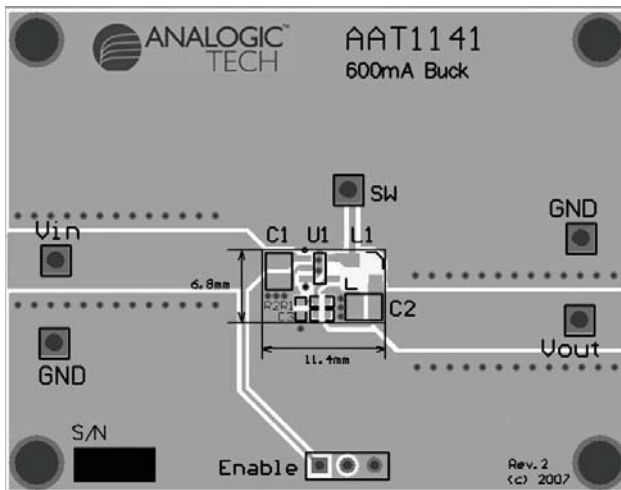 ANALOGIC™
TECH
AAT1141
600mA Buck
SW
GND
Vin
C1 U1 L1
6.8mm
R2R1
C3
C2
Vout
GND
11.4mm
S/N
Enable
Rev.2
(c) 2007